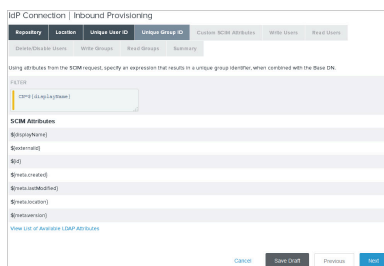 IdP Connection | Inbound Provisioning
Repository Location Unique User ID Unique Group ID Custom SCIM Attributes Write Users Read Users
Delete/Disable Users Write Groups Read Groups Summary
Using attributes from the SCIM request, specify an expression that results in a unique group identifier, when combined with the Base DN.
FILTER
CN=${displayName}
SCIM Attributes
${displayName}
${externalId}
${id}
${meta.created}
${meta.lastModified}
${meta.location}
${meta.version}
View List of Available LDAP Attributes
Cancel Save Draft Previous Next